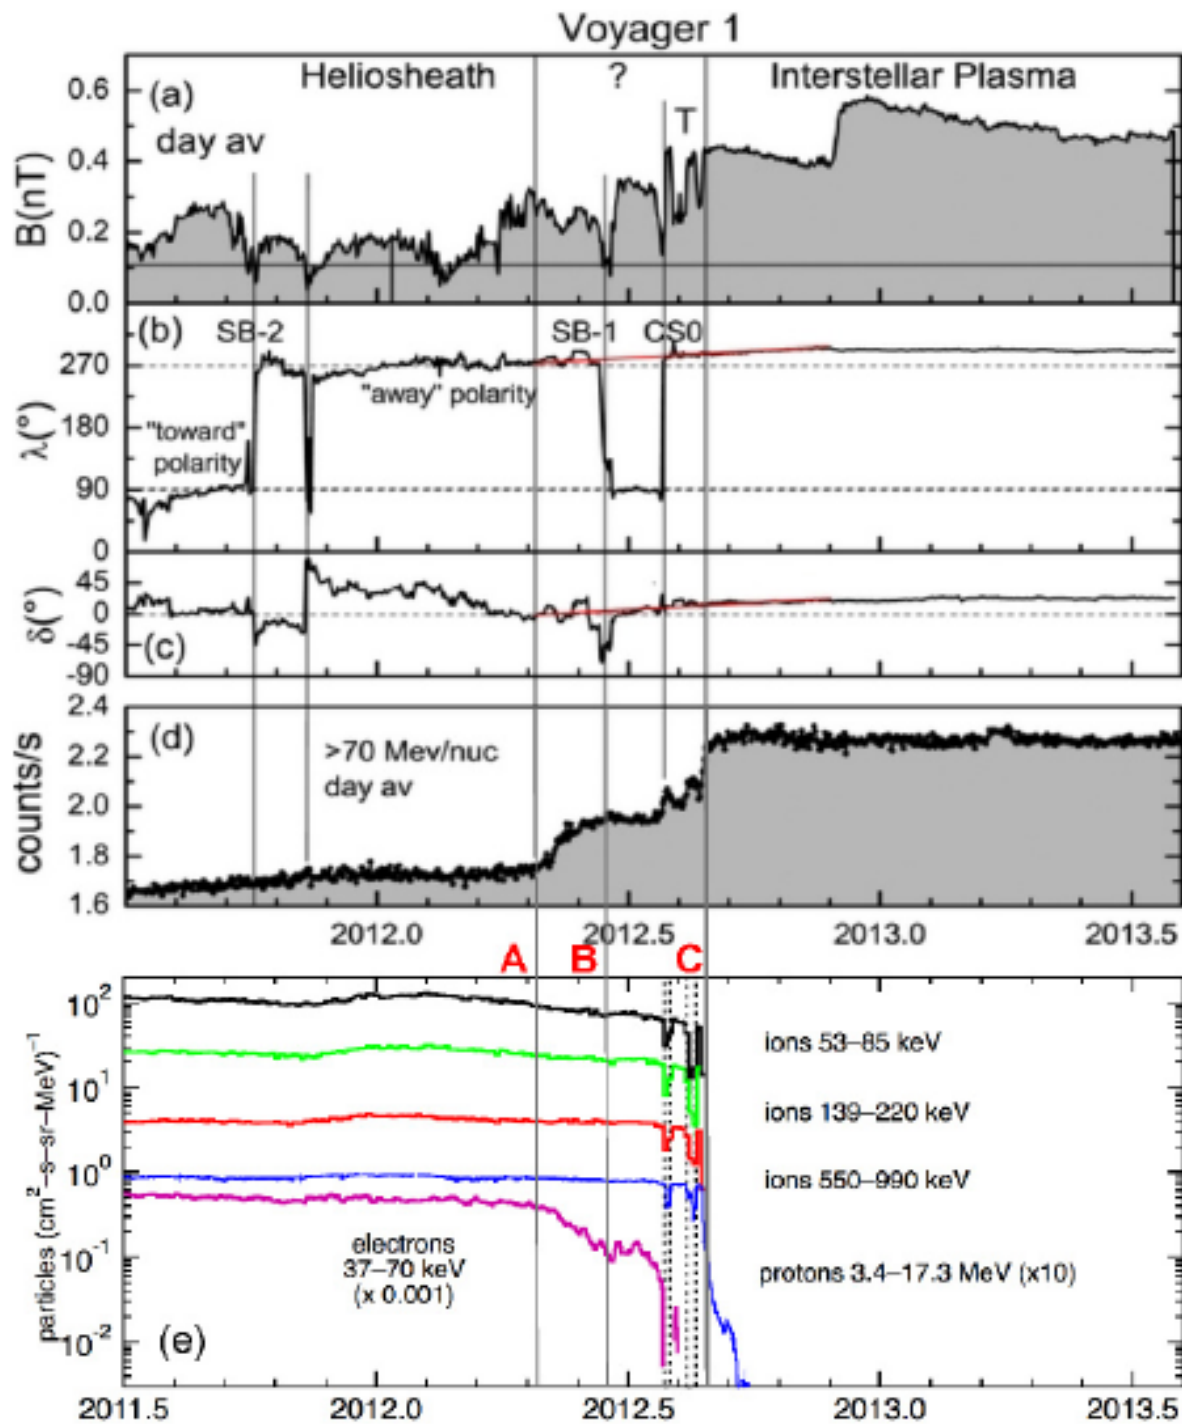 Voyager 1
Heliosheath ? Interstellar Plasma
(a)
day av
T
B(nT)
0.6
0.4
0.2
0.0
(b)
SB-2 SB-1 CS0
"away" polarity
"toward"
polarity
λ(°)
270
180
90
0
δ(°)
45
0
-45
-90
(c)
(d)
>70 Mev/nuc
day av
counts/s
2.4
2.2
2.0
1.8
1.6
2012.0 2012.5 2013.0 2013.5
A B C
particles (cm²–s–sr–MeV)⁻¹
10²
10¹
10⁰
10⁻¹
10⁻²
ions 53–85 keV
ions 139–220 keV
ions 550–990 keV
electrons
37–70 keV
(x 0.001)
protons 3.4–17.3 MeV (x10)
(e)
2011.5 2012.0 2012.5 2013.0 2013.5